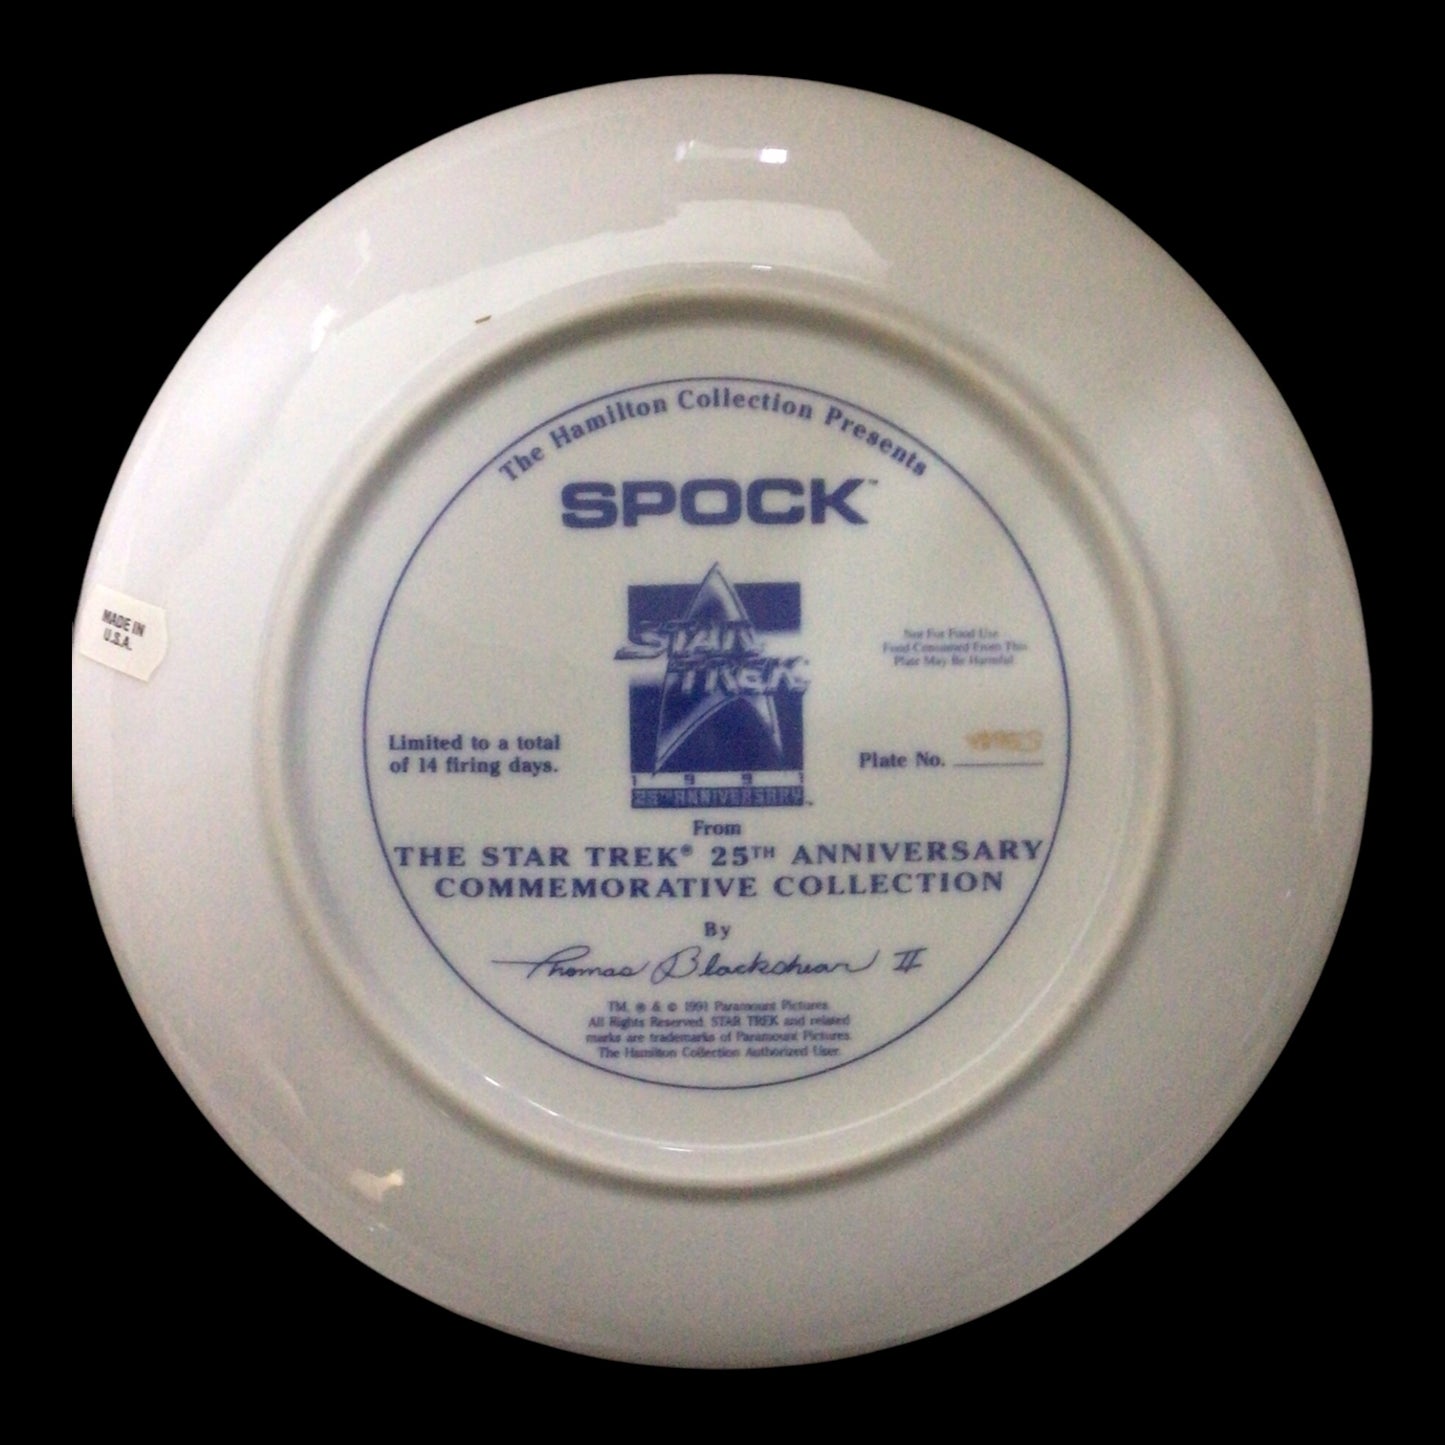 The Hamilton Collection Presents
SPOCK™
STAR
TREK
1 9 9 1
25TH ANNIVERSARY™
Not For Food Use
Food Consumed From This
Plate May Be Harmful
MADE IN
U.S.A.
Limited to a total
of 14 firing days.
Plate No.
From
THE STAR TREK® 25TH ANNIVERSARY
COMMEMORATIVE COLLECTION
By
Thomas Blackshear II
TM, ® & © 1991 Paramount Pictures.
All Rights Reserved. STAR TREK and related
marks are trademarks of Paramount Pictures.
The Hamilton Collection Authorized User.